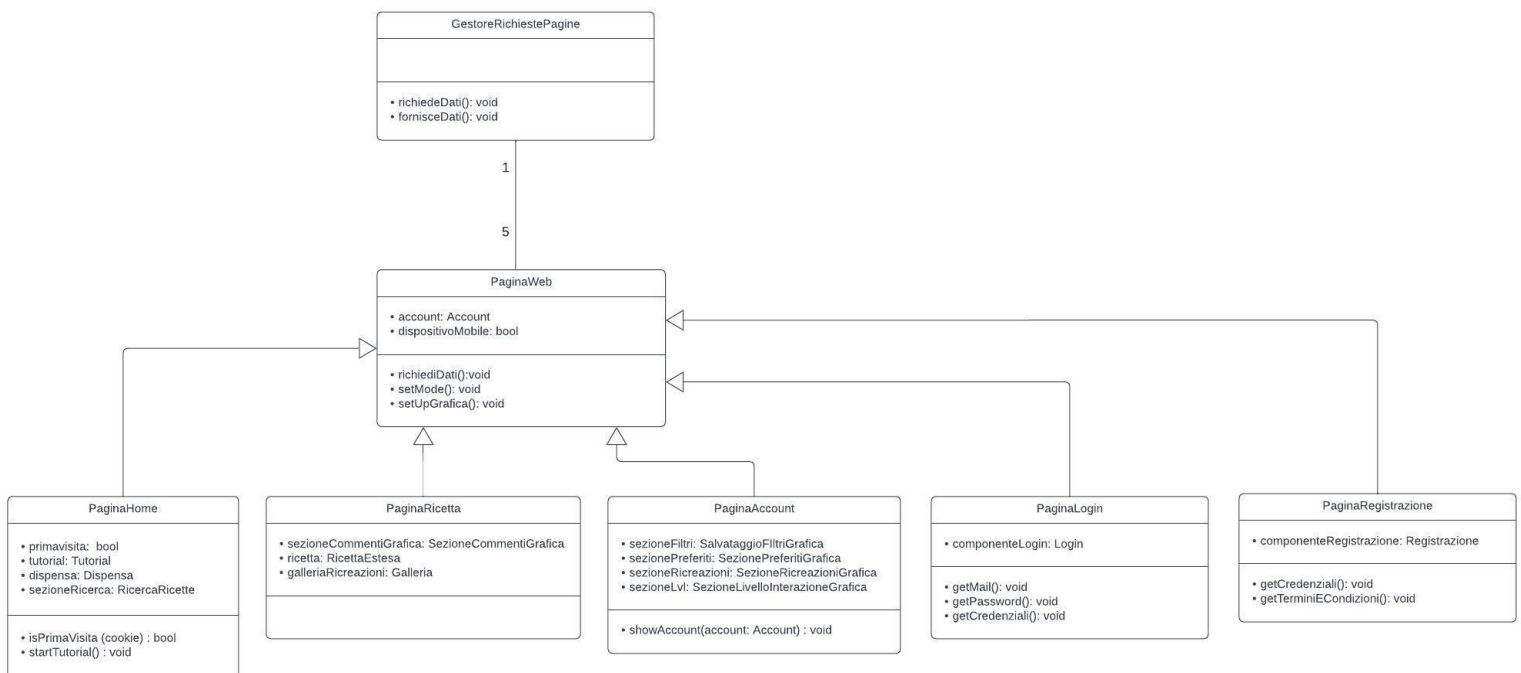 GestoreRichiestePagine
• richiedeDati(): void
• fornisceDati(): void
1
5
PaginaWeb
• account: Account
• dispositivoMobile: bool
• richiediDati():void
• setMode(): void
• setUpGrafica(): void
PaginaHome
• primavisita:  bool
• tutorial: Tutorial
• dispensa: Dispensa
• sezioneRicerca: RicercaRicette
• isPrimaVisita (cookie) : bool
• startTutorial() : void
PaginaRicetta
• sezioneCommentiGrafica: SezioneCommentiGrafica
• ricetta: RicettaEstesa
• galleriaRicreazioni: Galleria
PaginaAccount
• sezioneFiltri: SalvataggioFIltriGrafica
• sezionePreferiti: SezionePreferitiGrafica
• sezioneRicreazioni: SezioneRicreazioniGrafica
• sezioneLvl: SezioneLivelloInterazioneGrafica
• showAccount(account: Account) : void
PaginaLogin
• componenteLogin: Login
• getMail(): void
• getPassword(): void
• getCredenziali(): void
PaginaRegistrazione
• componenteRegistrazione: Registrazione
• getCredenziali(): void
• getTerminiECondizioni(): void